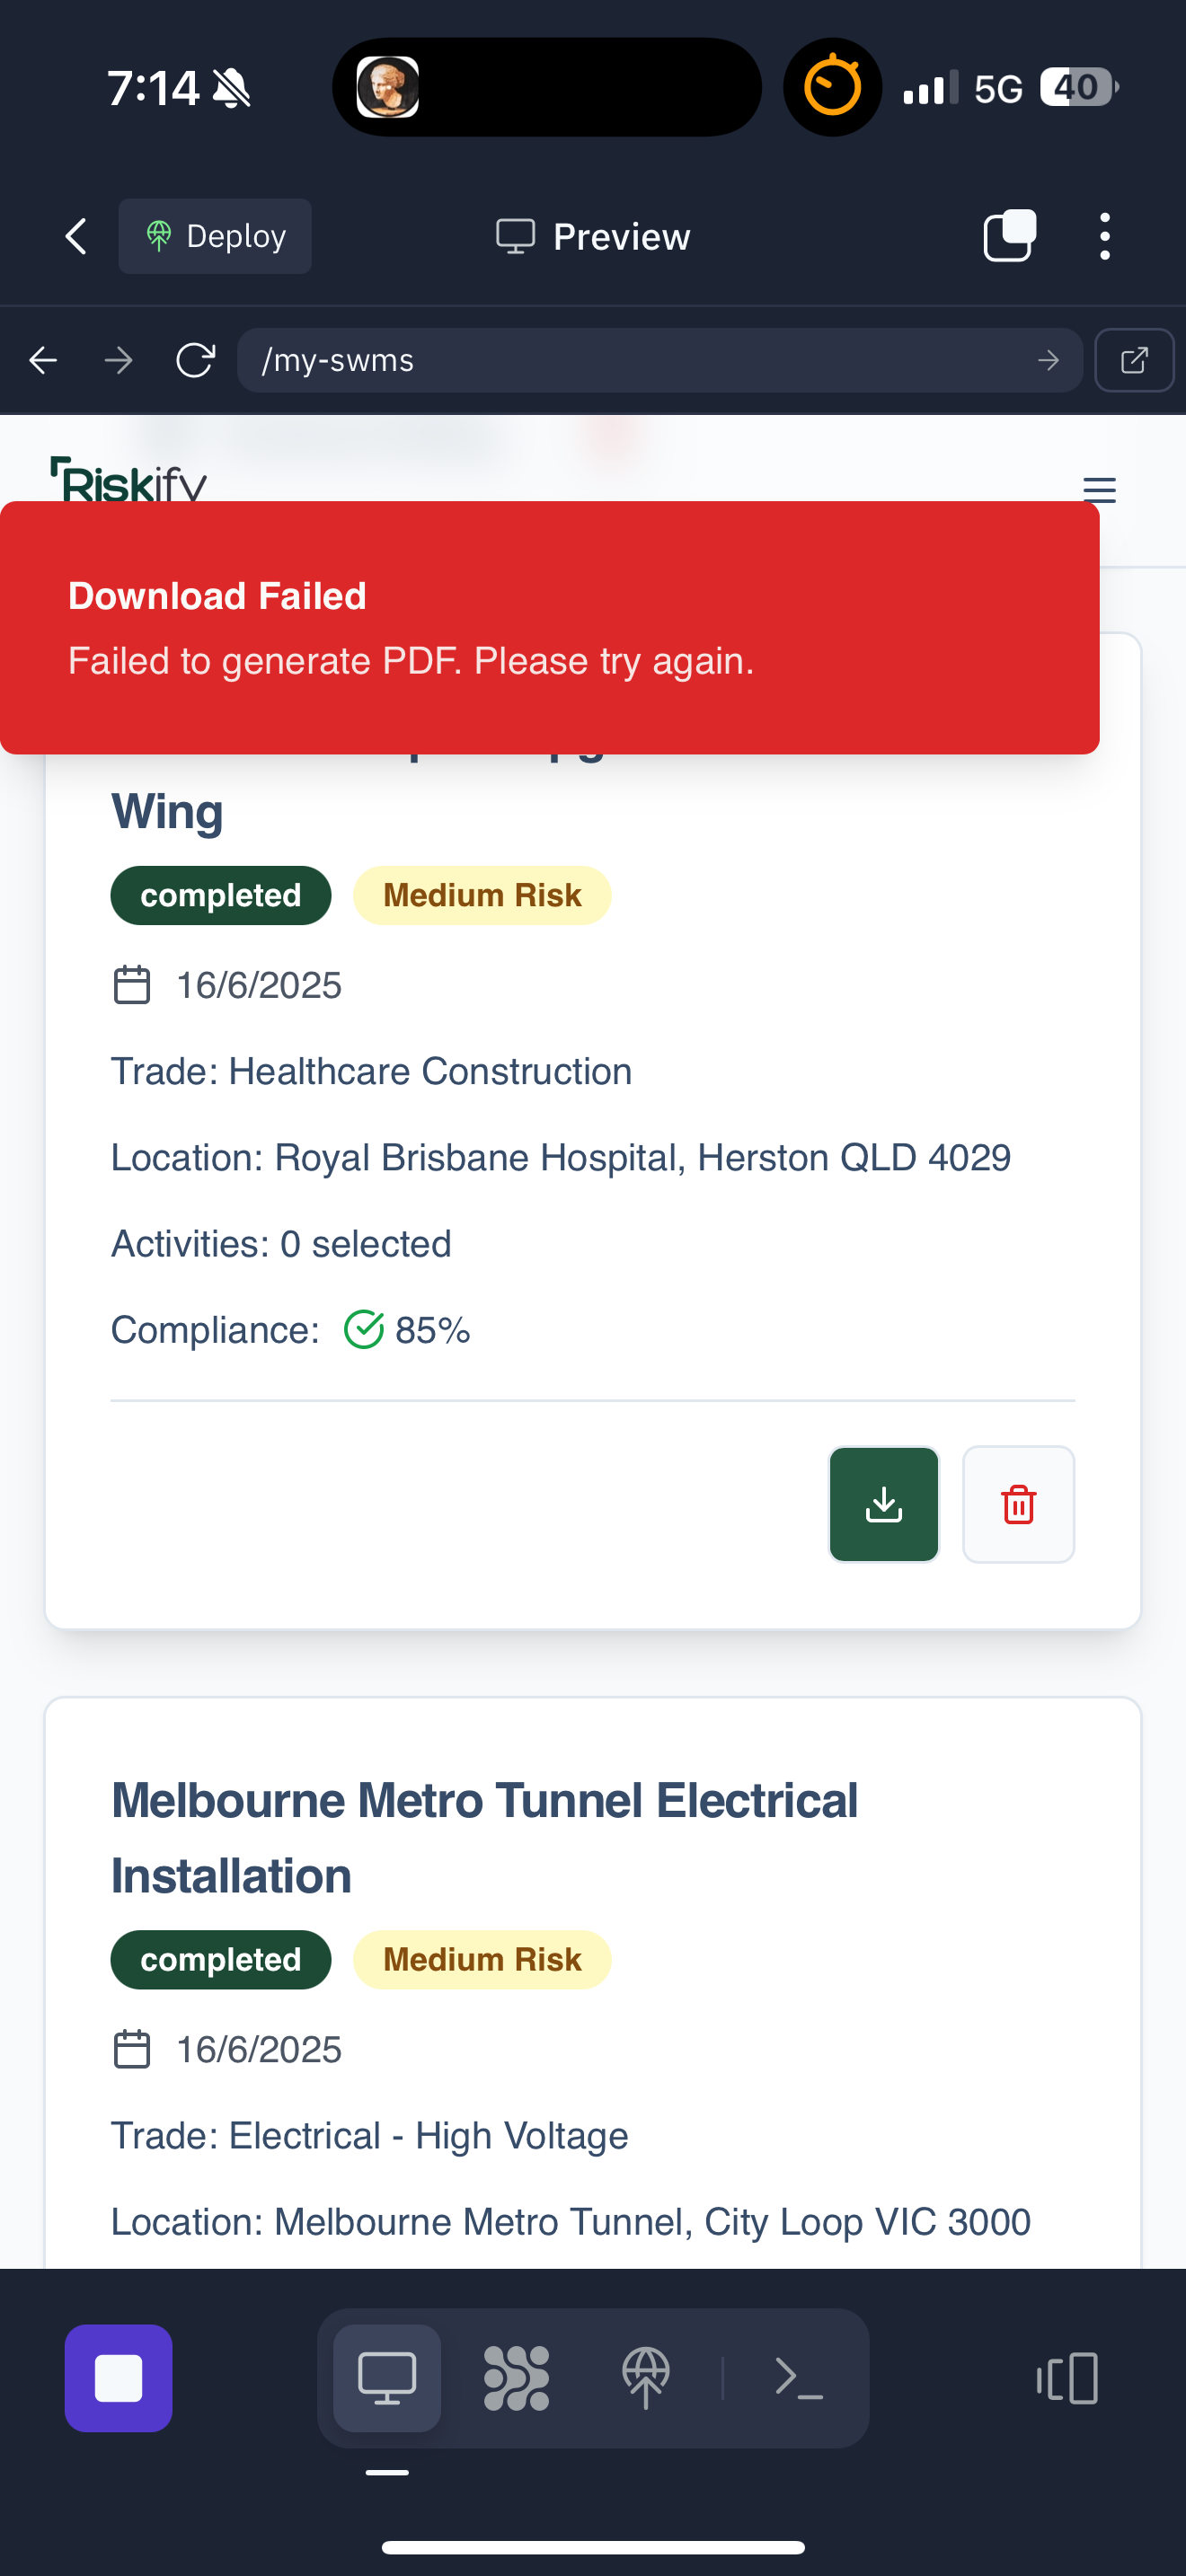 7:14
5G
40
Deploy
Preview
/my-swms
Riskify
Download Failed
Failed to generate PDF. Please try again.
Wing
completed
Medium Risk
16/6/2025
Trade: Healthcare Construction
Location: Royal Brisbane Hospital, Herston QLD 4029
Activities: 0 selected
Compliance: 85%
Melbourne Metro Tunnel Electrical
Installation
completed
Medium Risk
16/6/2025
Trade: Electrical - High Voltage
Location: Melbourne Metro Tunnel, City Loop VIC 3000